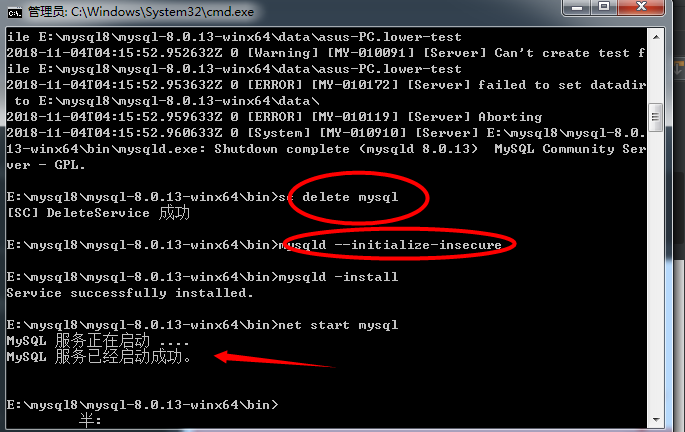 管理员: C:\Windows\System32\cmd.exe
ile E:\mysql8\mysql-8.0.13-winx64\data\asus-PC.lower-test
2018-11-04T04:15:52.952632Z 0 [Warning] [MY-010091] [Server] Can't create test f
ile E:\mysql8\mysql-8.0.13-winx64\data\asus-PC.lower-test
2018-11-04T04:15:52.953632Z 0 [ERROR] [MY-010172] [Server] failed to set datadir
 to E:\mysql8\mysql-8.0.13-winx64\data\
2018-11-04T04:15:52.959633Z 0 [ERROR] [MY-010119] [Server] Aborting
2018-11-04T04:15:52.960633Z 0 [System] [MY-010910] [Server] E:\mysql8\mysql-8.0.
13-winx64\bin\mysqld.exe: Shutdown complete (mysqld 8.0.13)  MySQL Community Ser
ver - GPL.
E:\mysql8\mysql-8.0.13-winx64\bin>sc delete mysql
[SC] DeleteService 成功
E:\mysql8\mysql-8.0.13-winx64\bin>mysqld --initialize-insecure
E:\mysql8\mysql-8.0.13-winx64\bin>mysqld -install
Service successfully installed.
E:\mysql8\mysql-8.0.13-winx64\bin>net start mysql
MySQL 服务正在启动 ....
MySQL 服务已经启动成功。
E:\mysql8\mysql-8.0.13-winx64\bin>
半: